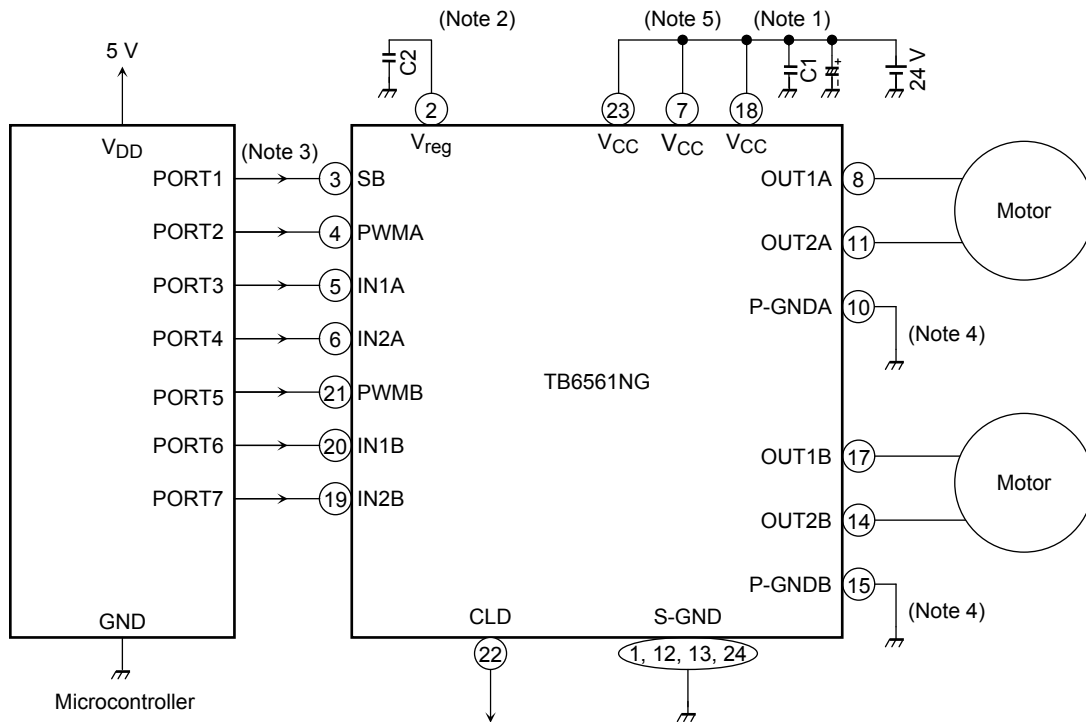 (Note 2)
(Note 5)
(Note 1)
5 V
C2
C1
- +
24 V
2
23
7
18
VDD
Vreg
VCC
VCC
VCC
(Note 3)
PORT1
3
SB
OUT1A
8
Motor
PORT2
4
PWMA
OUT2A
11
PORT3
5
IN1A
P-GNDA
10
(Note 4)
PORT4
6
IN2A
TB6561NG
PORT5
21
PWMB
PORT6
20
IN1B
OUT1B
17
Motor
PORT7
19
IN2B
OUT2B
14
P-GNDB
15
(Note 4)
GND
CLD
S-GND
22
1, 12, 13, 24
Microcontroller